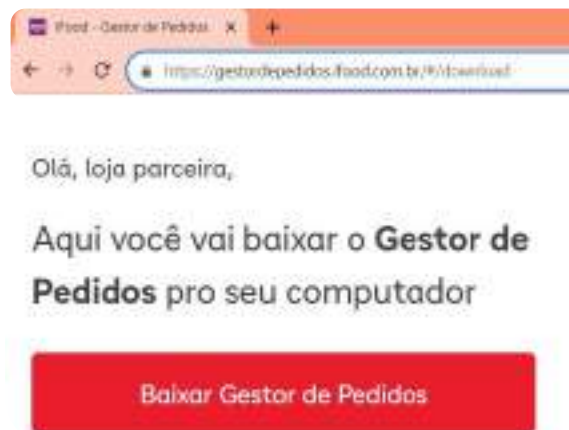 iFood - Gestor de Pedidos
https://gestordepedidos.ifood.com.br/#/download
Olá, loja parceira,
Aqui você vai baixar o Gestor de
Pedidos pro seu computador
Baixar Gestor de Pedidos